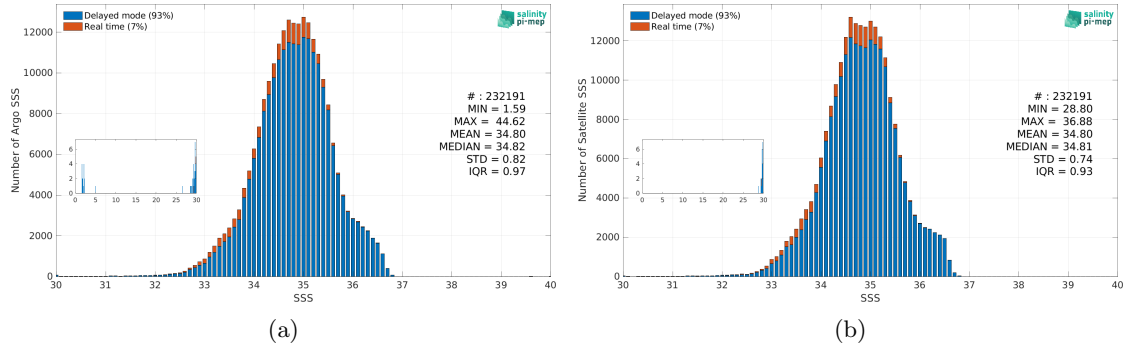 Delayed mode (93%)
Real time (7%)
salinity
pi-mep
12000
10000
8000
6000
4000
2000
0
Number of Argo SSS
# : 232191
MIN = 1.59
MAX = 44.62
MEAN = 34.80
MEDIAN = 34.82
STD = 0.82
IQR = 0.97
6
4
2
0
0 5 10 15 20 25 30
30 31 32 33 34 35 36 37 38 39 40
SSS
(a)
Delayed mode (93%)
Real time (7%)
salinity
pi-mep
12000
10000
8000
6000
4000
2000
0
Number of Satellite SSS
# : 232191
MIN = 28.80
MAX = 36.88
MEAN = 34.80
MEDIAN = 34.81
STD = 0.74
IQR = 0.93
6
4
2
0
0 5 10 15 20 25 30
30 31 32 33 34 35 36 37 38 39 40
SSS
(b)